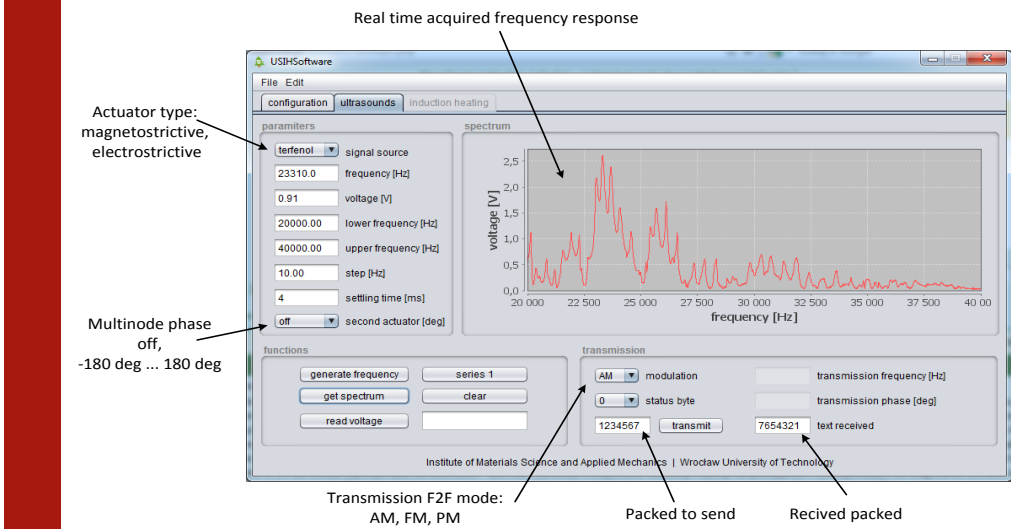 Real time acquired frequency response
USIHSoftware
File Edit
configuration ultrasounds induction heating
Actuator type:
magnetostrictive,
electrostrictive
paramiters
terfenol signal source
23310.0 frequency [Hz]
0.91 voltage [V]
20000.00 lower frequency [Hz]
40000.00 upper frequency [Hz]
10.00 step [Hz]
4 settling time [ms]
off second actuator [deg]
spectrum
voltage [V]
2,5
2,0
1,5
1,0
0,5
0,0
20 000 22 500 25 000 27 500 30 000 32 500 35 000 37 500 40 00
frequency [Hz]
Multinode phase
off,
-180 deg ... 180 deg
functions
generate frequency series 1
get spectrum clear
read voltage
transmission
AM modulation transmission frequency [Hz]
0 status byte transmission phase [deg]
1234567 transmit 7654321 text received
Institute of Materials Science and Applied Mechanics | Wrocław University of Technology
Transmission F2F mode:
AM, FM, PM
Packed to send
Recived packed